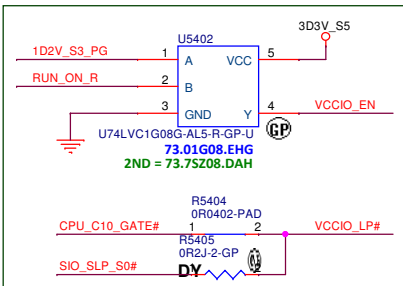 U5402
3D3V_S5
1D2V_S3_PG
1
A
VCC
5
RUN_ON_R
2
B
3
GND
Y
4
VCCIO_EN
GP
U74LVC1G08G-AL5-R-GP-U
73.01G08.EHG
2ND = 73.7SZ08.DAH
R5404
0R0402-PAD
CPU_C10_GATE#
1
2
VCCIO_LP#
R5405
0R2J-2-GP
SIO_SLP_S0#
DY